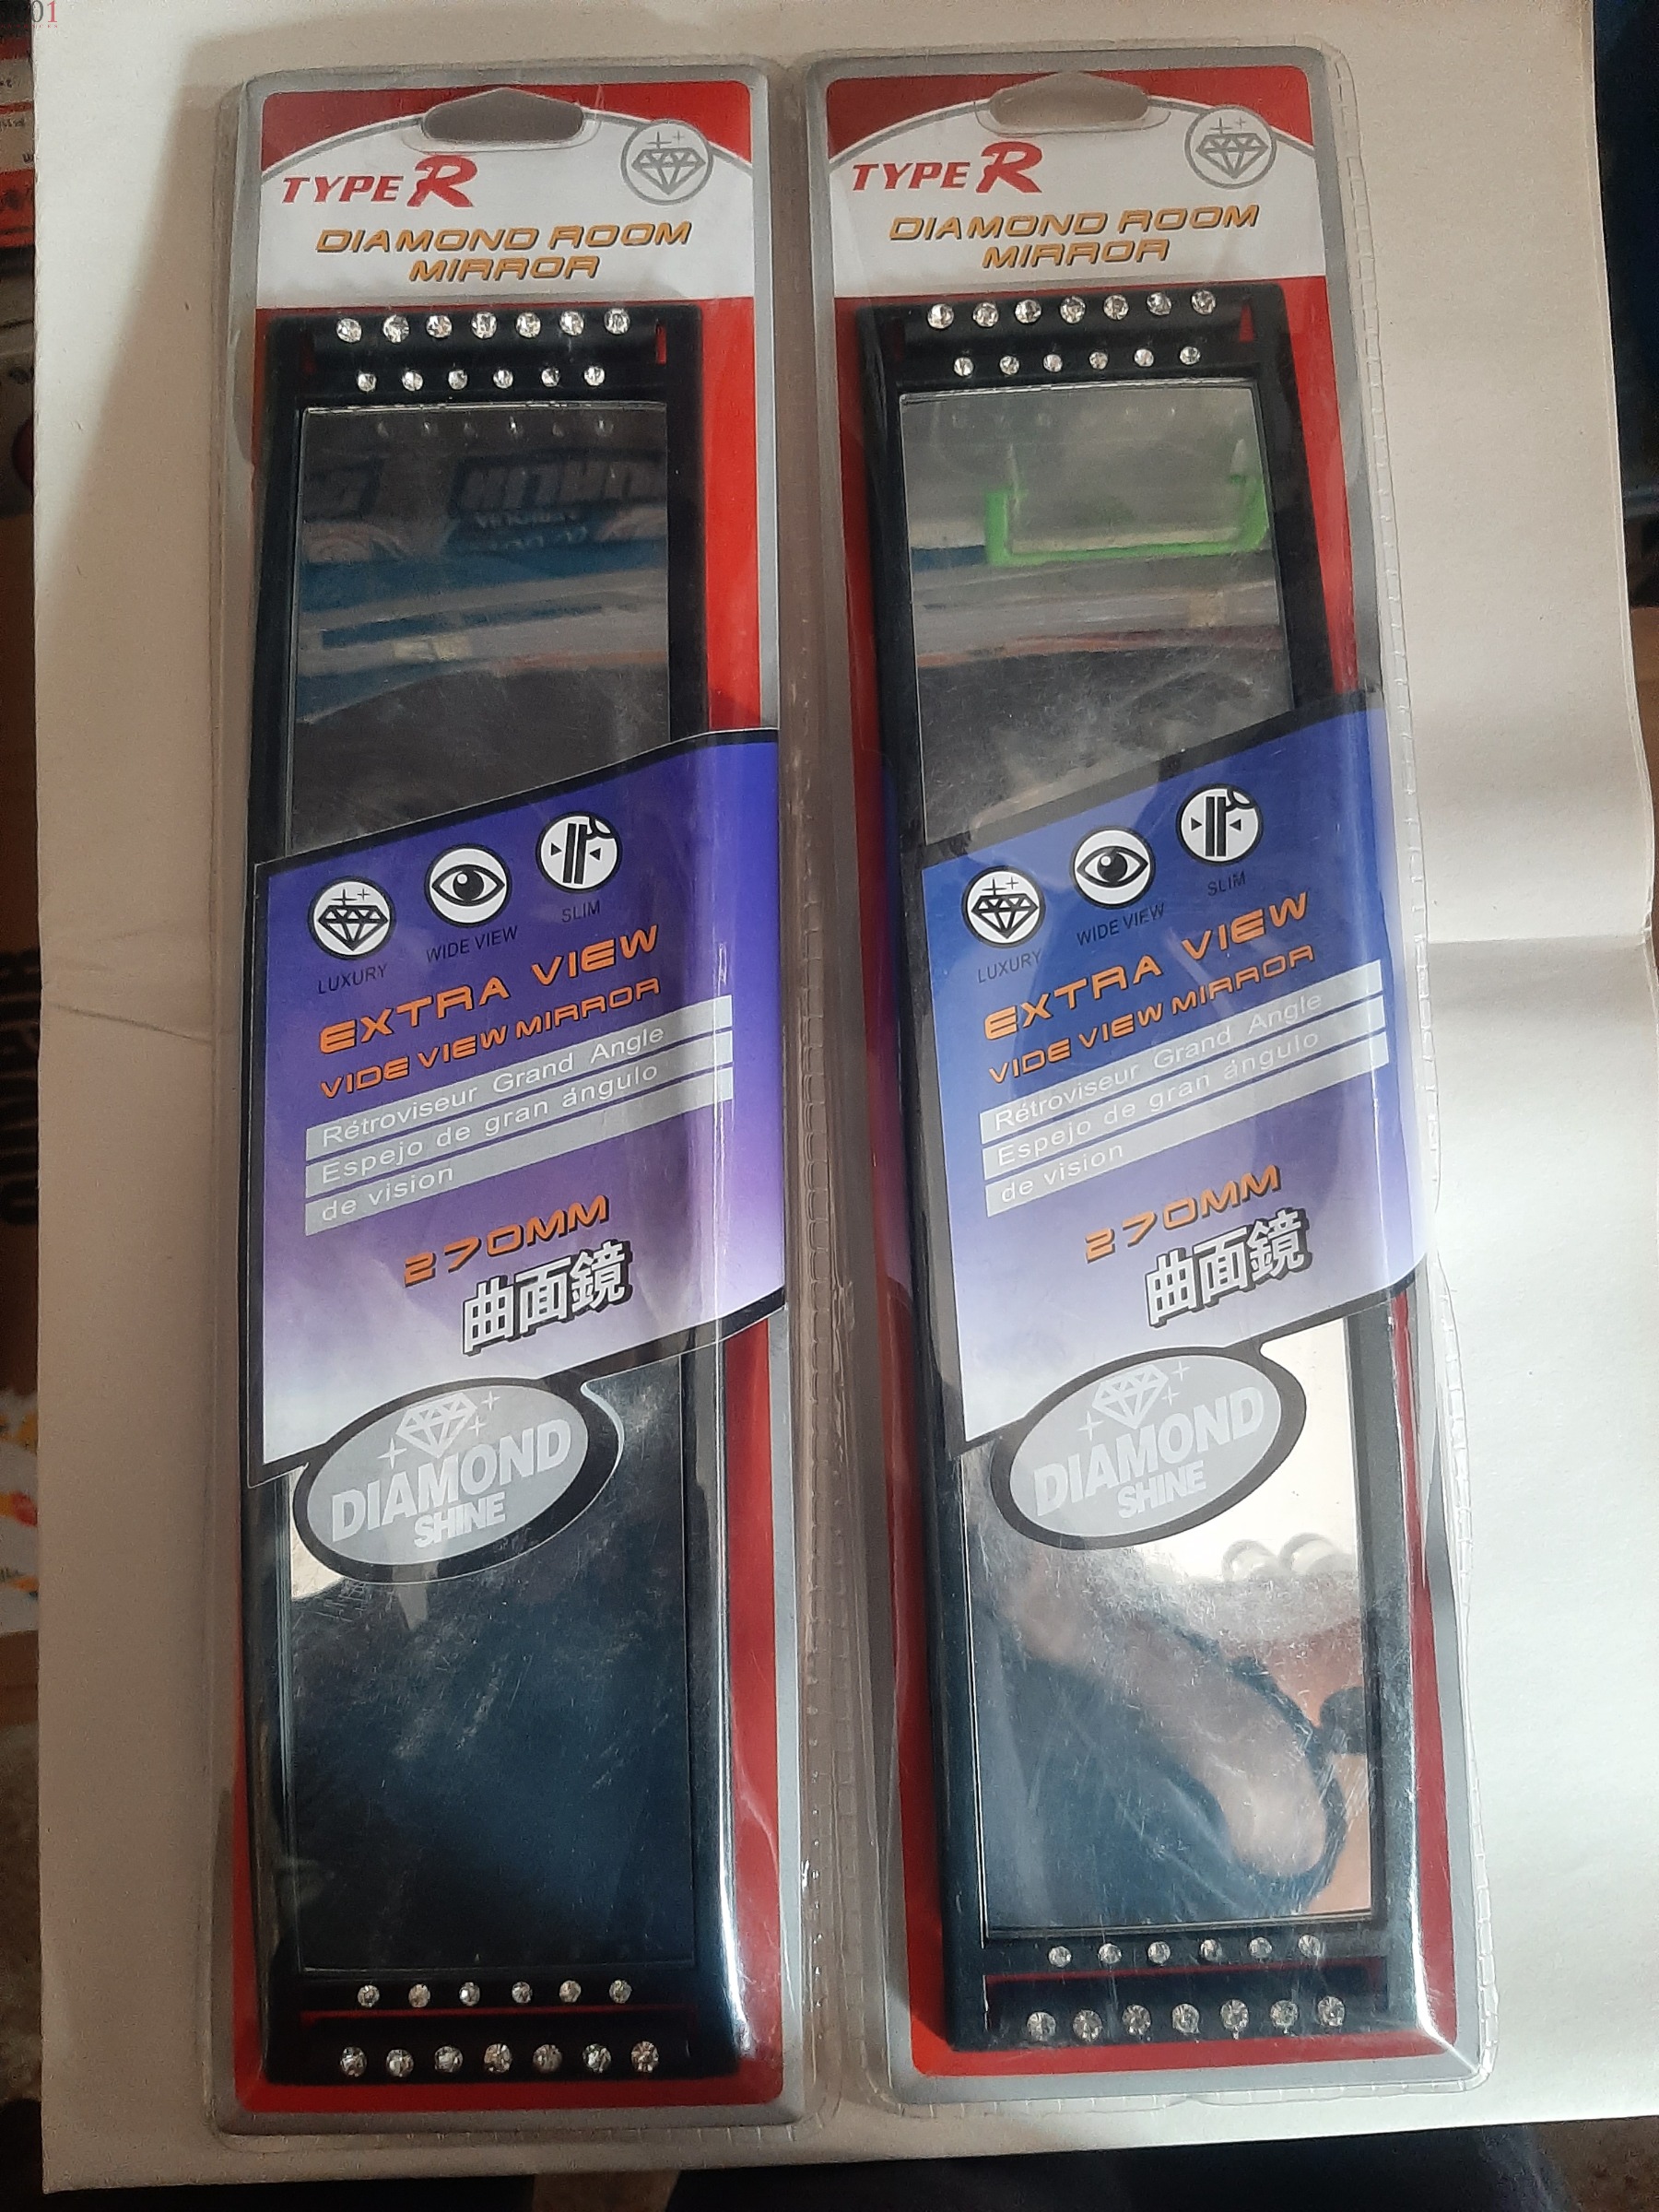 TYPE R
DIAMOND ROOM
MIRROR
LUXURY
WIDE VIEW
SLIM
EXTRA VIEW
VIDE VIEW MIRROR
Rétroviseur Grand Angle
Espejo de gran ángulo
de vision
270MM
曲面鏡
DIAMOND
SHINE
TYPE R
DIAMOND ROOM
MIRROR
LUXURY
WIDE VIEW
SLIM
EXTRA VIEW
VIDE VIEW MIRROR
Rétroviseur Grand Angle
Espejo de gran ángulo
de vision
270MM
曲面鏡
DIAMOND
SHINE